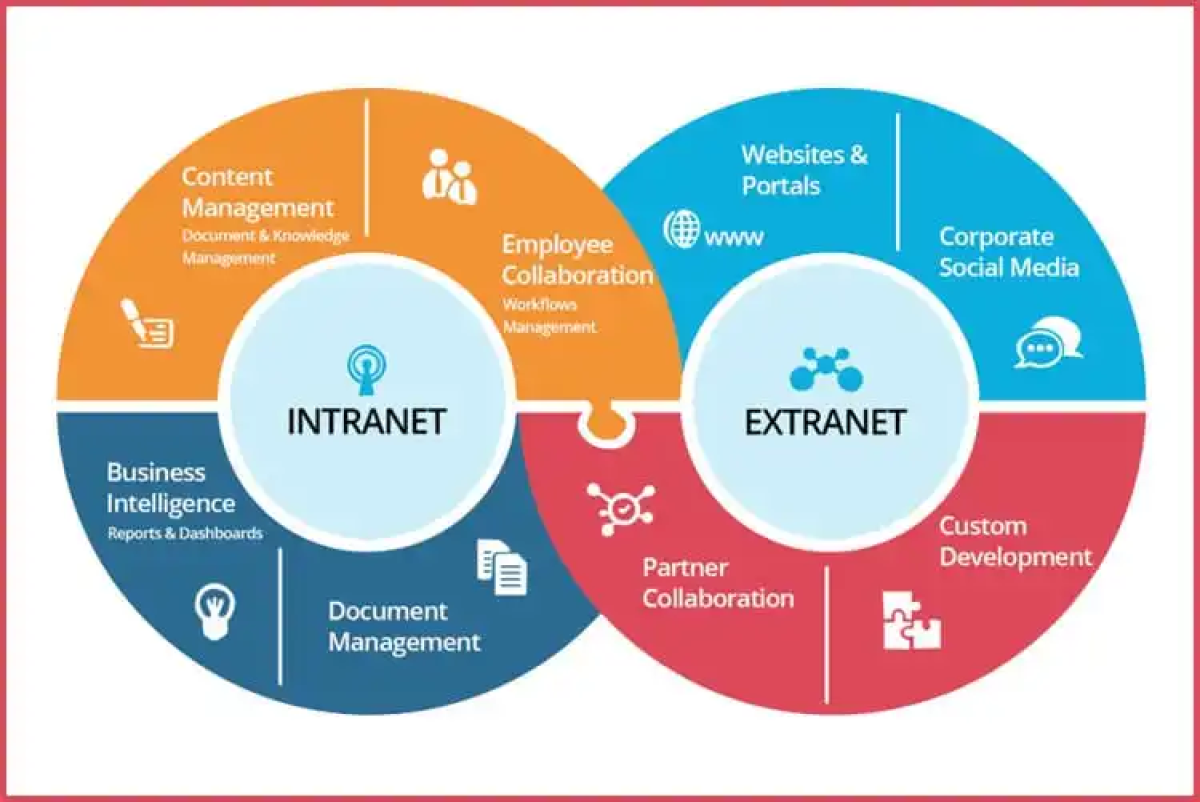 Content
Management
Document & Knowledge
Management
Employee
Collaboration
Workflows
Management
INTRANET
Business
Intelligence
Reports & Dashboards
Document
Management
Websites &
Portals
www
Corporate
Social Media
EXTRANET
Partner
Collaboration
Custom
Development